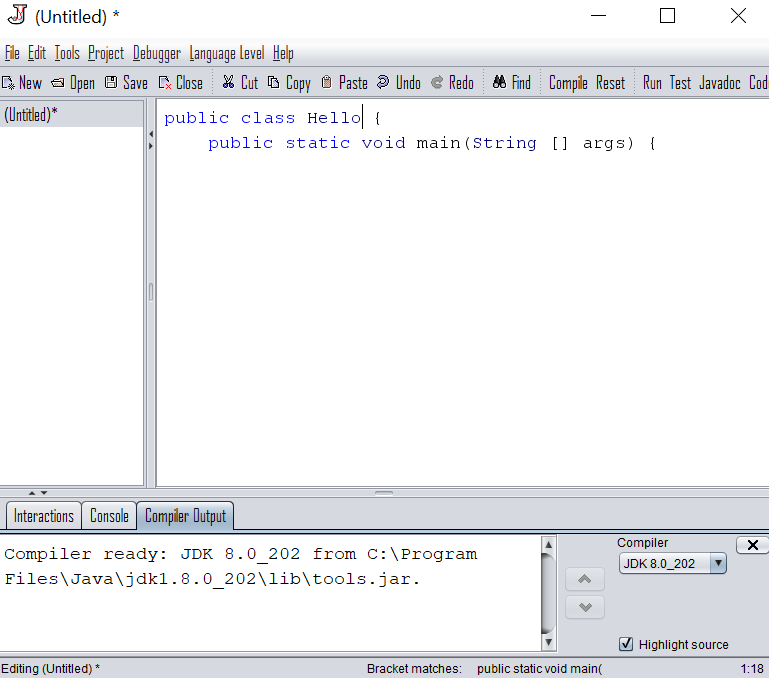 (Untitled) *
File Edit Tools Project Debugger Language Level Help
New Open Save Close Cut Copy Paste Undo Redo Find Compile Reset Run Test Javadoc Cod
(Untitled)*
public class Hello {
public static void main(String [] args) {
Interactions Console Compiler Output
Compiler ready: JDK 8.0_202 from C:\Program
Files\Java\jdk1.8.0_202\lib\tools.jar.
Compiler
JDK 8.0_202
Highlight source
Editing (Untitled) * Bracket matches: public static void main( 1:18